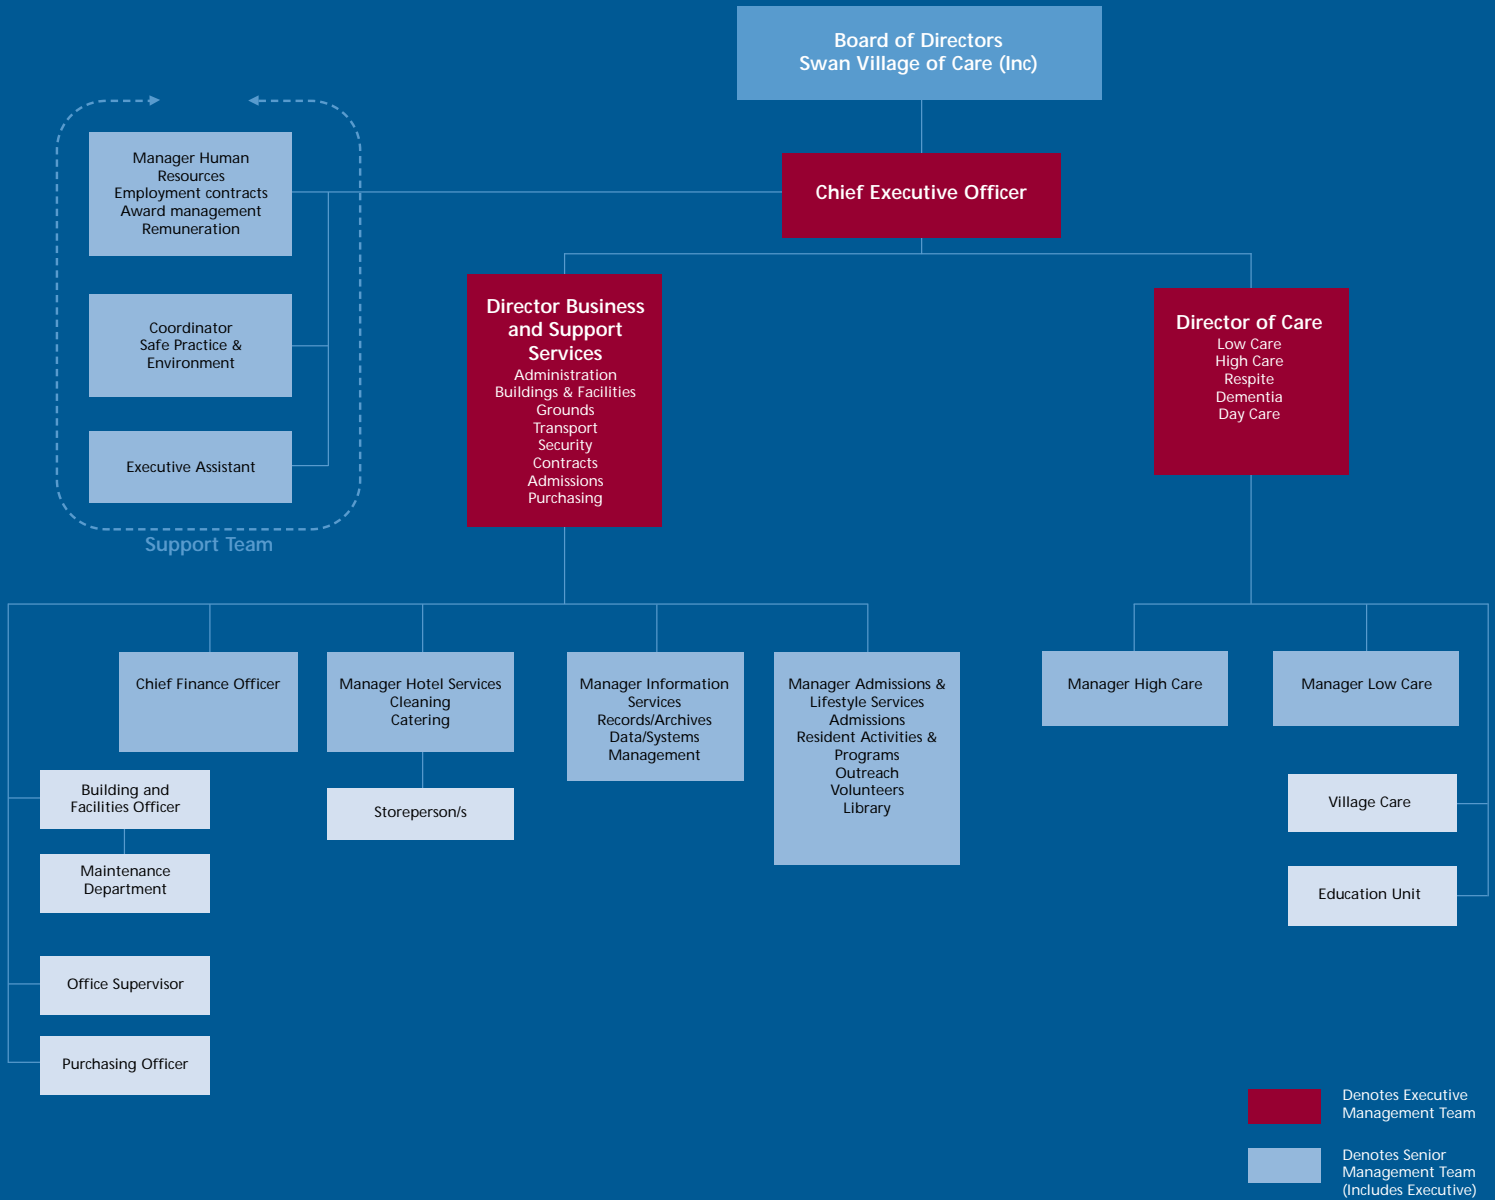 Board of Directors
Swan Village of Care (Inc)
Chief Executive Officer
Manager Human
Resources
Employment contracts
Award management
Remuneration
Coordinator
Safe Practice &
Environment
Executive Assistant
Support Team
Director Business
and Support
Services
Administration
Buildings & Facilities
Grounds
Transport
Security
Contracts
Admissions
Purchasing
Director of Care
Low Care
High Care
Respite
Dementia
Day Care
Chief Finance Officer
Manager Hotel Services
Cleaning
Catering
Manager Information
Services
Records/Archives
Data/Systems
Management
Manager Admissions &
Lifestyle Services
Admissions
Resident Activities &
Programs
Outreach
Volunteers
Library
Manager High Care
Manager Low Care
Building and
Facilities Officer
Storeperson/s
Village Care
Maintenance
Department
Education Unit
Office Supervisor
Purchasing Officer
Denotes Executive
Management Team
Denotes Senior
Management Team
(Includes Executive)